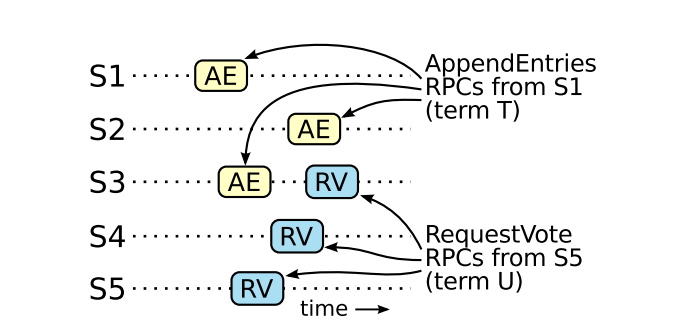 S1
AE
AppendEntries
RPCs from S1
(term T)
S2
AE
S3
AE RV
S4
RV
RequestVote
RPCs from S5
(term U)
S5
RV
time